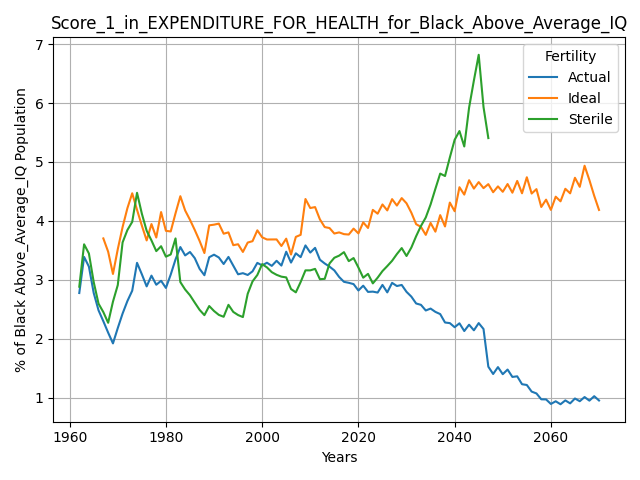 Score_1_in_EXPENDITURE_FOR_HEALTH_for_Black_Above_Average_IQ
% of Black Above_Average_IQ Population
7
6
5
4
3
2
1
Fertility
Actual
Ideal
Sterile
1960
1980
2000
2020
2040
2060
Years